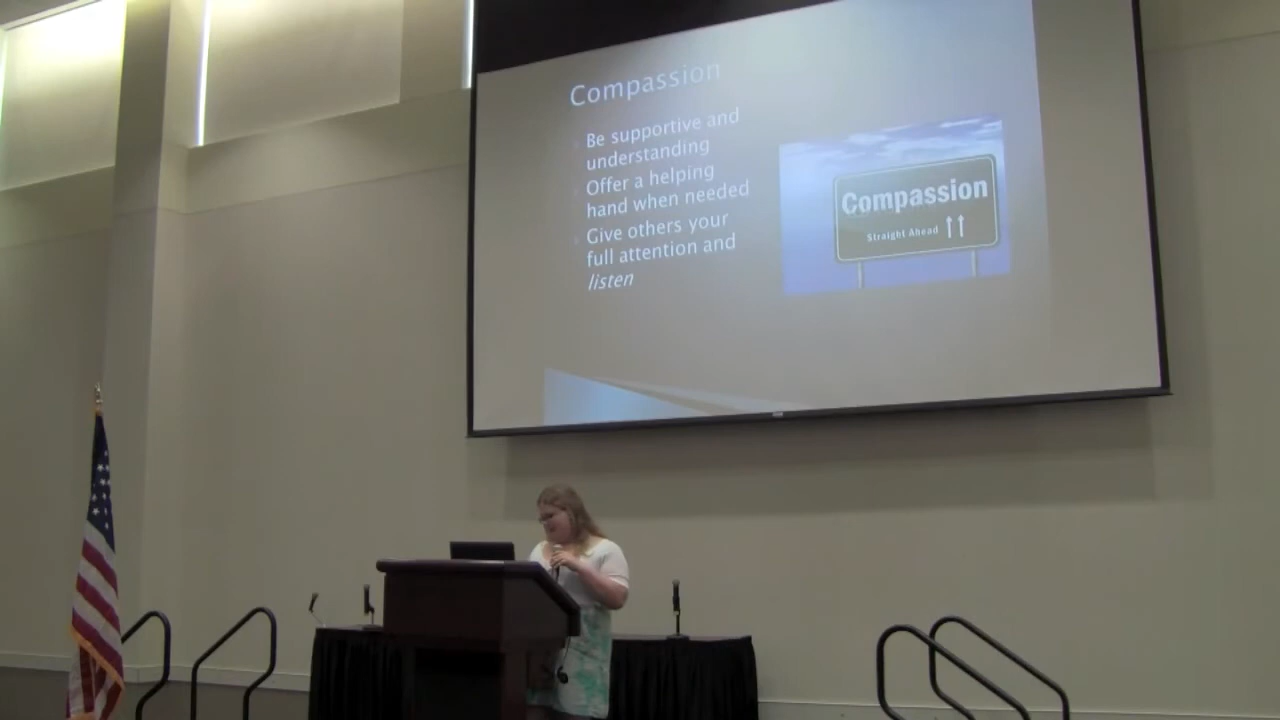 Compassion
Be supportive and
understanding
Offer a helping
hand when needed
Give others your
full attention and
listen
Compassion
Straight Ahead